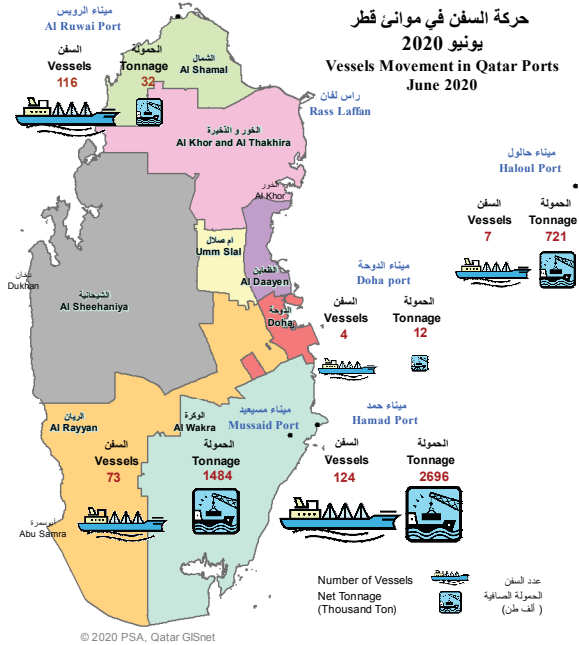 حركة السفن في موانئ قطر
يونيو 2020
Vessels Movement in Qatar Ports
June 2020
ميناء الرويس
Al Ruwai Port
السفن
Vessels
116
الحمولة
Tonnage
32
الشمال
Al Shamal
راس لفان
Rass Laffan
الخور و الذخيرة
Al Khor and Al Thakhira
الخور
Al Khor
ميناء حالول
Haloul Port
السفن
Vessels
7
الحمولة
Tonnage
721
ام صلال
Umm Slal
الظعاين
Al Daayen
دخان
Dukhan
الشيحانية
Al Sheehaniya
ميناء الدوحة
Doha port
السفن
Vessels
4
الحمولة
Tonnage
12
الدوحة
Doha
الريان
Al Rayyan
الوكرة
Al Wakra
ميناء مسيعيد
Mussaid Port
السفن
Vessels
73
الحمولة
Tonnage
1484
ميناء حمد
Hamad Port
السفن
Vessels
124
الحمولة
Tonnage
2696
أبوسمرة
Abu Samra
Number of Vessels
عدد السفن
Net Tonnage
(Thousand Ton)
الحمولة الصافية
( ألف طن)
© 2020 PSA, Qatar GISnet